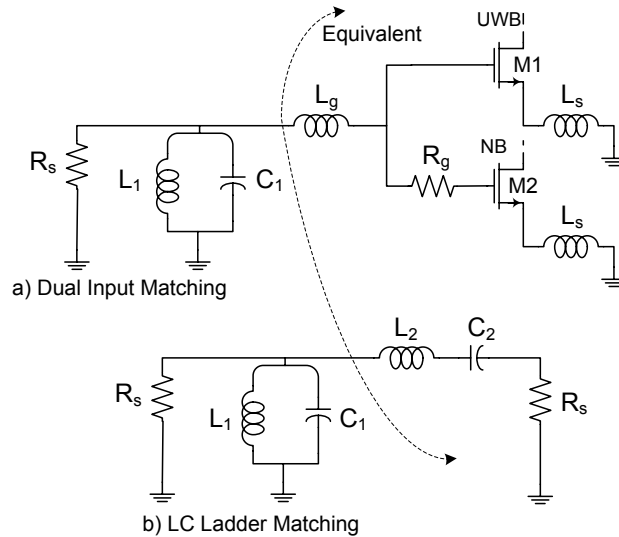 Equivalent
UWB
M1
Lg
Ls
Rs
L1
C1
Rg
NB
M2
Ls
a) Dual Input Matching
L2
C2
Rs
L1
C1
Rs
b) LC Ladder Matching